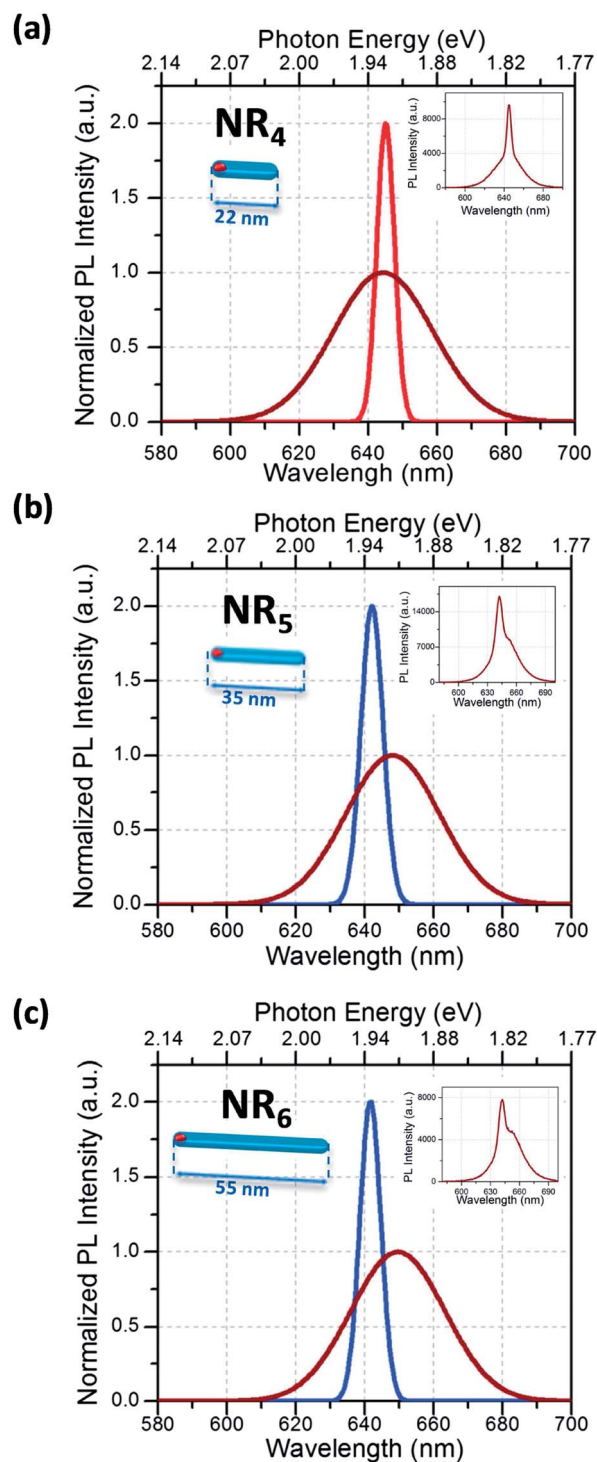 (a)
Photon Energy (eV)
2.14 2.07 2.00 1.94 1.88 1.82 1.77
Normalized PL Intensity (a.u.)
2.0
1.5
1.0
0.5
0.0
NR4
22 nm
PL Intensity (a.u.)
8000
4000
0
600 640 680
Wavelength (nm)
580 600 620 640 660 680 700
Wavelengh (nm)
(b)
Photon Energy (eV)
2.14 2.07 2.00 1.94 1.88 1.82 1.77
Normalized PL Intensity (a.u.)
2.0
1.5
1.0
0.5
0.0
NR5
35 nm
PL Intensity (a.u.)
14000
7000
0
600 630 660 690
Wavelength (nm)
580 600 620 640 660 680 700
Wavelength (nm)
(c)
Photon Energy (eV)
2.14 2.07 2.00 1.94 1.88 1.82 1.77
Normalized PL Intensity (a.u.)
2.0
1.5
1.0
0.5
0.0
NR6
55 nm
PL Intensity (a.u.)
8000
4000
0
600 630 660 690
Wavelength (nm)
580 600 620 640 660 680 700
Wavelength (nm)